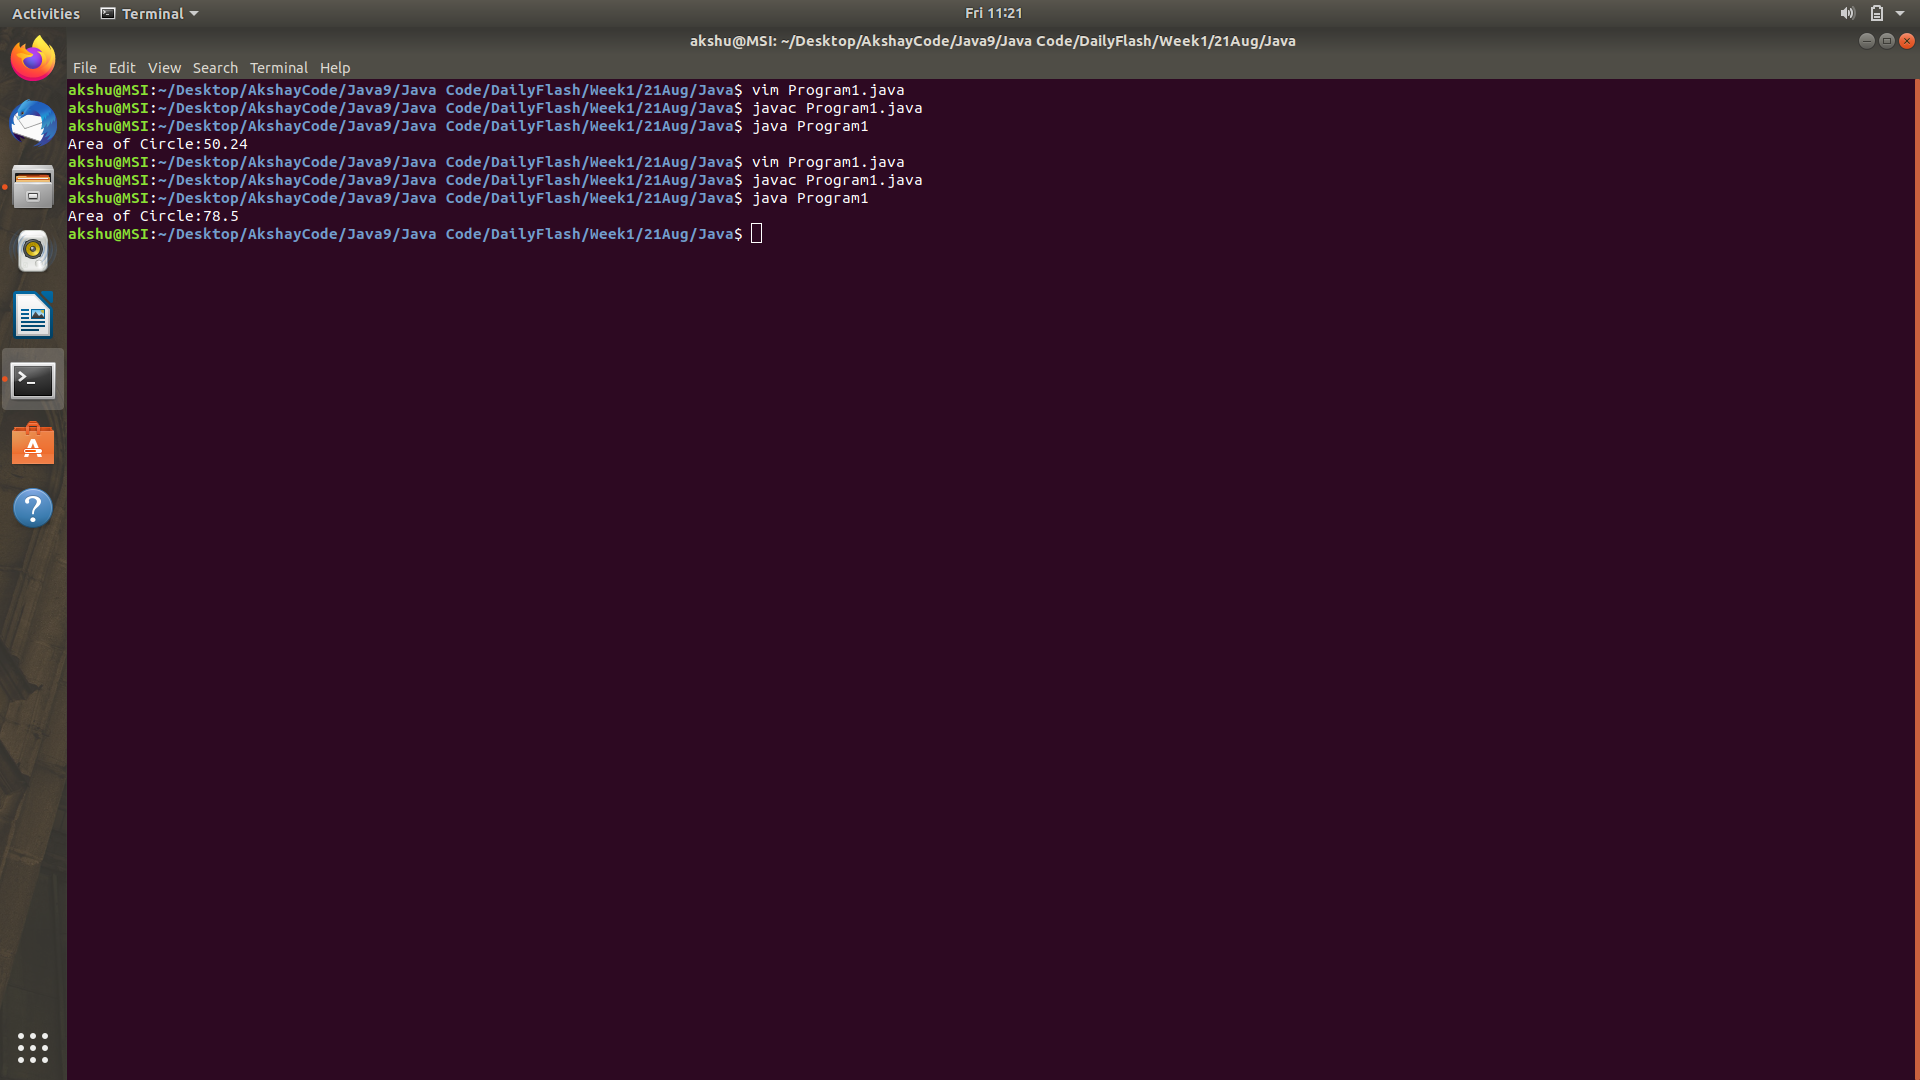 Activities Terminal Fri 11:21
akshu@MSI: ~/Desktop/AkshayCode/Java9/Java Code/DailyFlash/Week1/21Aug/Java
File Edit View Search Terminal Help
akshu@MSI:~/Desktop/AkshayCode/Java9/Java Code/DailyFlash/Week1/21Aug/Java$ vim Program1.java
akshu@MSI:~/Desktop/AkshayCode/Java9/Java Code/DailyFlash/Week1/21Aug/Java$ javac Program1.java
akshu@MSI:~/Desktop/AkshayCode/Java9/Java Code/DailyFlash/Week1/21Aug/Java$ java Program1
Area of Circle:50.24
akshu@MSI:~/Desktop/AkshayCode/Java9/Java Code/DailyFlash/Week1/21Aug/Java$ vim Program1.java
akshu@MSI:~/Desktop/AkshayCode/Java9/Java Code/DailyFlash/Week1/21Aug/Java$ javac Program1.java
akshu@MSI:~/Desktop/AkshayCode/Java9/Java Code/DailyFlash/Week1/21Aug/Java$ java Program1
Area of Circle:78.5
akshu@MSI:~/Desktop/AkshayCode/Java9/Java Code/DailyFlash/Week1/21Aug/Java$